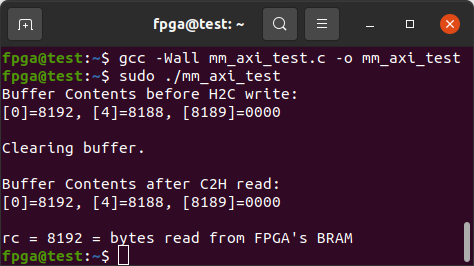 fpga@test: ~
fpga@test:~$ gcc -Wall mm_axi_test.c -o mm_axi_test
fpga@test:~$ sudo ./mm_axi_test
Buffer Contents before H2C write:
[0]=8192, [4]=8188, [8189]=0000
Clearing buffer.
Buffer Contents after C2H read:
[0]=8192, [4]=8188, [8189]=0000
rc = 8192 = bytes read from FPGA's BRAM
fpga@test:~$